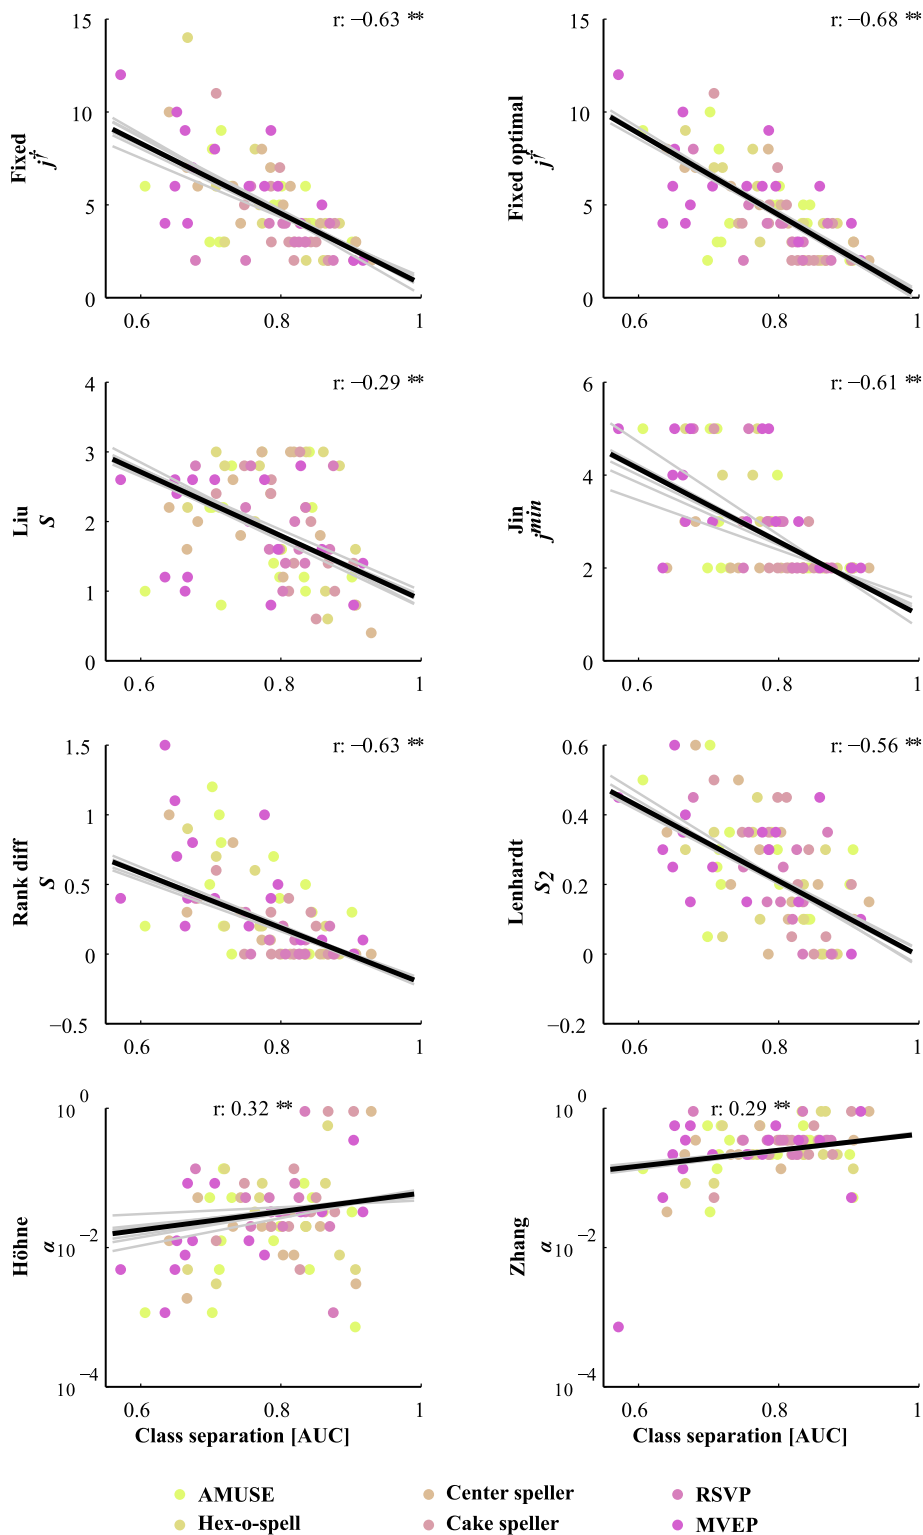 r: −0.63 **
15
10
5
0
0.6
0.8
1
Fixed
j†
r: −0.68 **
15
10
5
0
0.6
0.8
1
Fixed optimal
j†
r: −0.29 **
4
3
2
1
0
0.6
0.8
1
Liu
S
r: −0.61 **
6
4
2
0
0.6
0.8
1
Jin
jmin
r: −0.63 **
1.5
1
0.5
0
−0.5
0.6
0.8
1
Rank diff
S
r: −0.56 **
0.6
0.4
0.2
0
−0.2
0.6
0.8
1
Lenhardt
S2
r: 0.32 **
10 0
10 −2
10 −4
0.6
0.8
1
Höhne
α
Class separation [AUC]
r: 0.29 **
10 0
10 −2
10 −4
0.6
0.8
1
Zhang
α
Class separation [AUC]
AMUSE
Center speller
RSVP
Hex-o-spell
Cake speller
MVEP